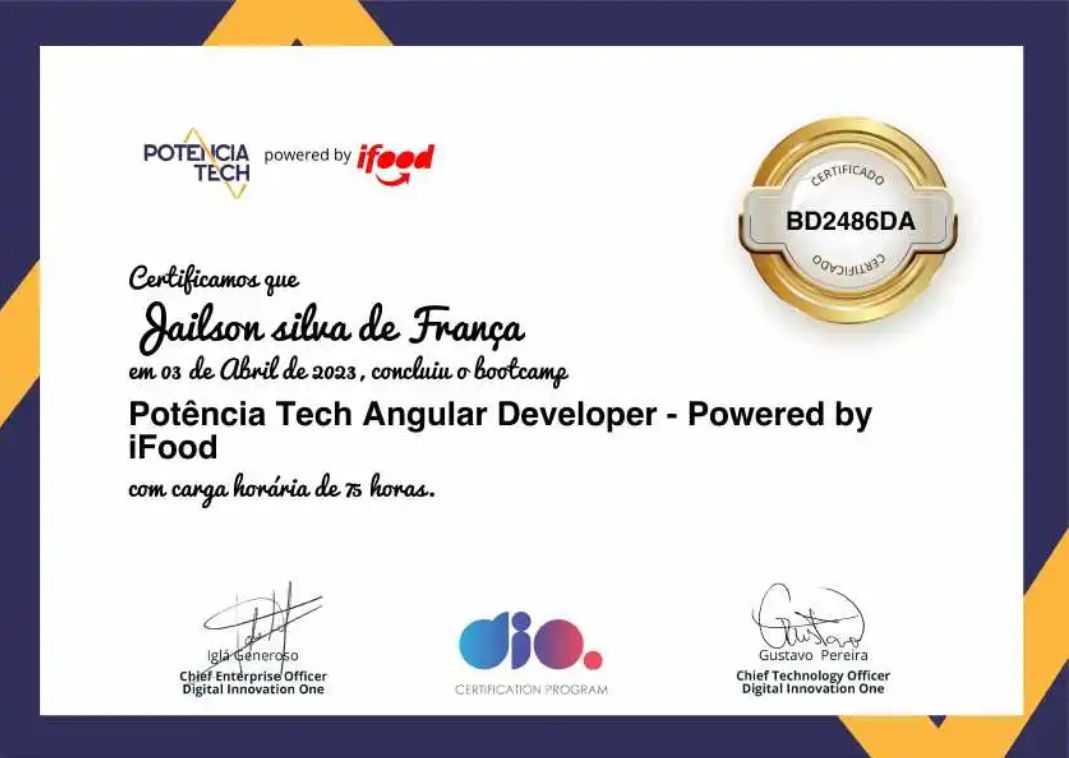 POTÊNCIA
TECH
powered by ifood
CERTIFICADO
BD2486DA
CERTIFICADO
Certificamos que
Jailson silva de França
em 03 de Abril de 2023, concluiu o bootcamp
Potência Tech Angular Developer - Powered by
iFood
com carga horária de 75 horas.
Iglá Generoso
Chief Enterprise Officer
Digital Innovation One
dio.
CERTIFICATION PROGRAM
Gustavo Pereira
Chief Technology Officer
Digital Innovation One